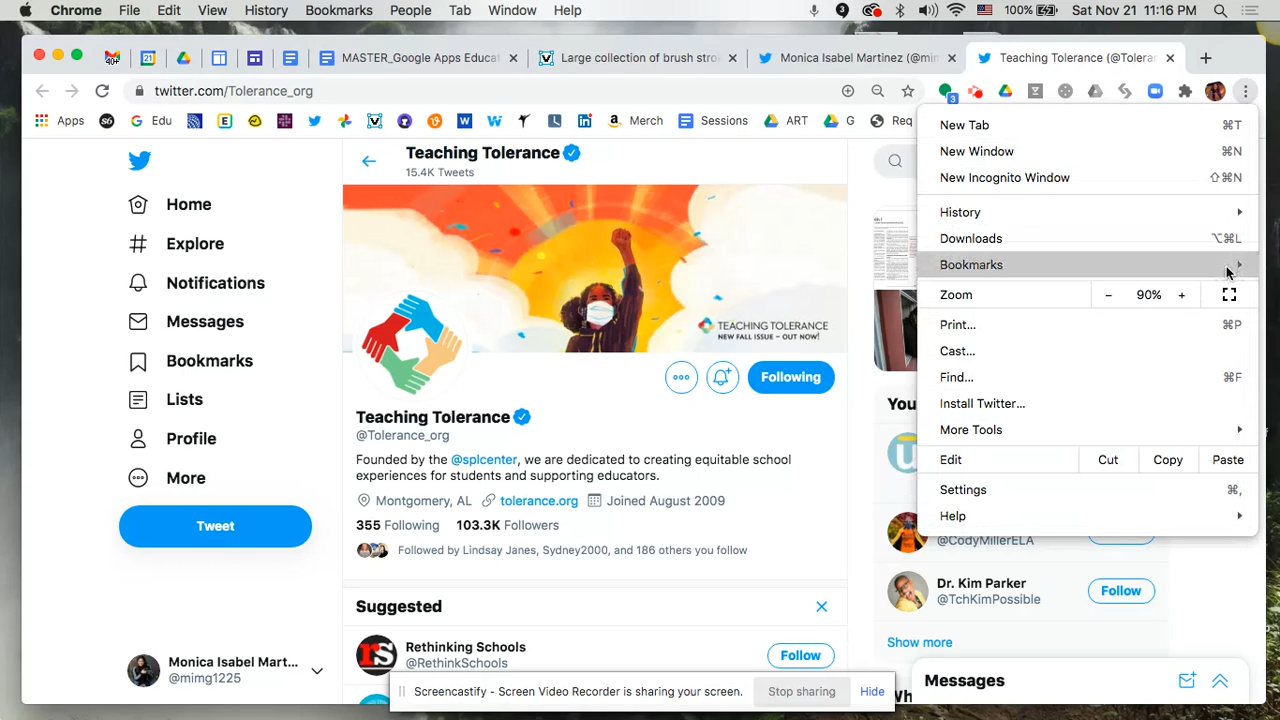 Chrome File Edit View History Bookmarks People Tab Window Help 3 100% Sat Nov 21 11:16 PM
40+ 31 MASTER_Google Apps Educat Large collection of brush stro Monica Isabel Martinez (@mim Teaching Tolerance (@Toleran
twitter.com/Tolerance_org 3
Apps Edu Merch Sessions ART G Req
Teaching Tolerance
15.4K Tweets
Home
Explore
Notifications
Messages
Bookmarks
Lists
Profile
More
Tweet
Monica Isabel Mart...
@mimg1225
TEACHING TOLERANCE
NEW FALL ISSUE – OUT NOW!
Following
Teaching Tolerance
@Tolerance_org
Founded by the @splcenter, we are dedicated to creating equitable school
experiences for students and supporting educators.
Montgomery, AL tolerance.org Joined August 2009
355 Following 103.3K Followers
Followed by Lindsay Janes, Sydney2000, and 186 others you follow
Suggested
rs Rethinking Schools
@RethinkSchools
Follow
New Tab ⌘T
New Window ⌘N
New Incognito Window ⇧⌘N
History
Downloads ⌥⌘L
Bookmarks
Zoom – 90% +
Print... ⌘P
Cast...
Find... ⌘F
Install Twitter...
More Tools
Edit Cut Copy Paste
Settings ⌘,
Help
You
@CodyMillerELA
Dr. Kim Parker
@TchKimPossible
Follow
Show more
Messages
Screencastify - Screen Video Recorder is sharing your screen. Stop sharing Hide